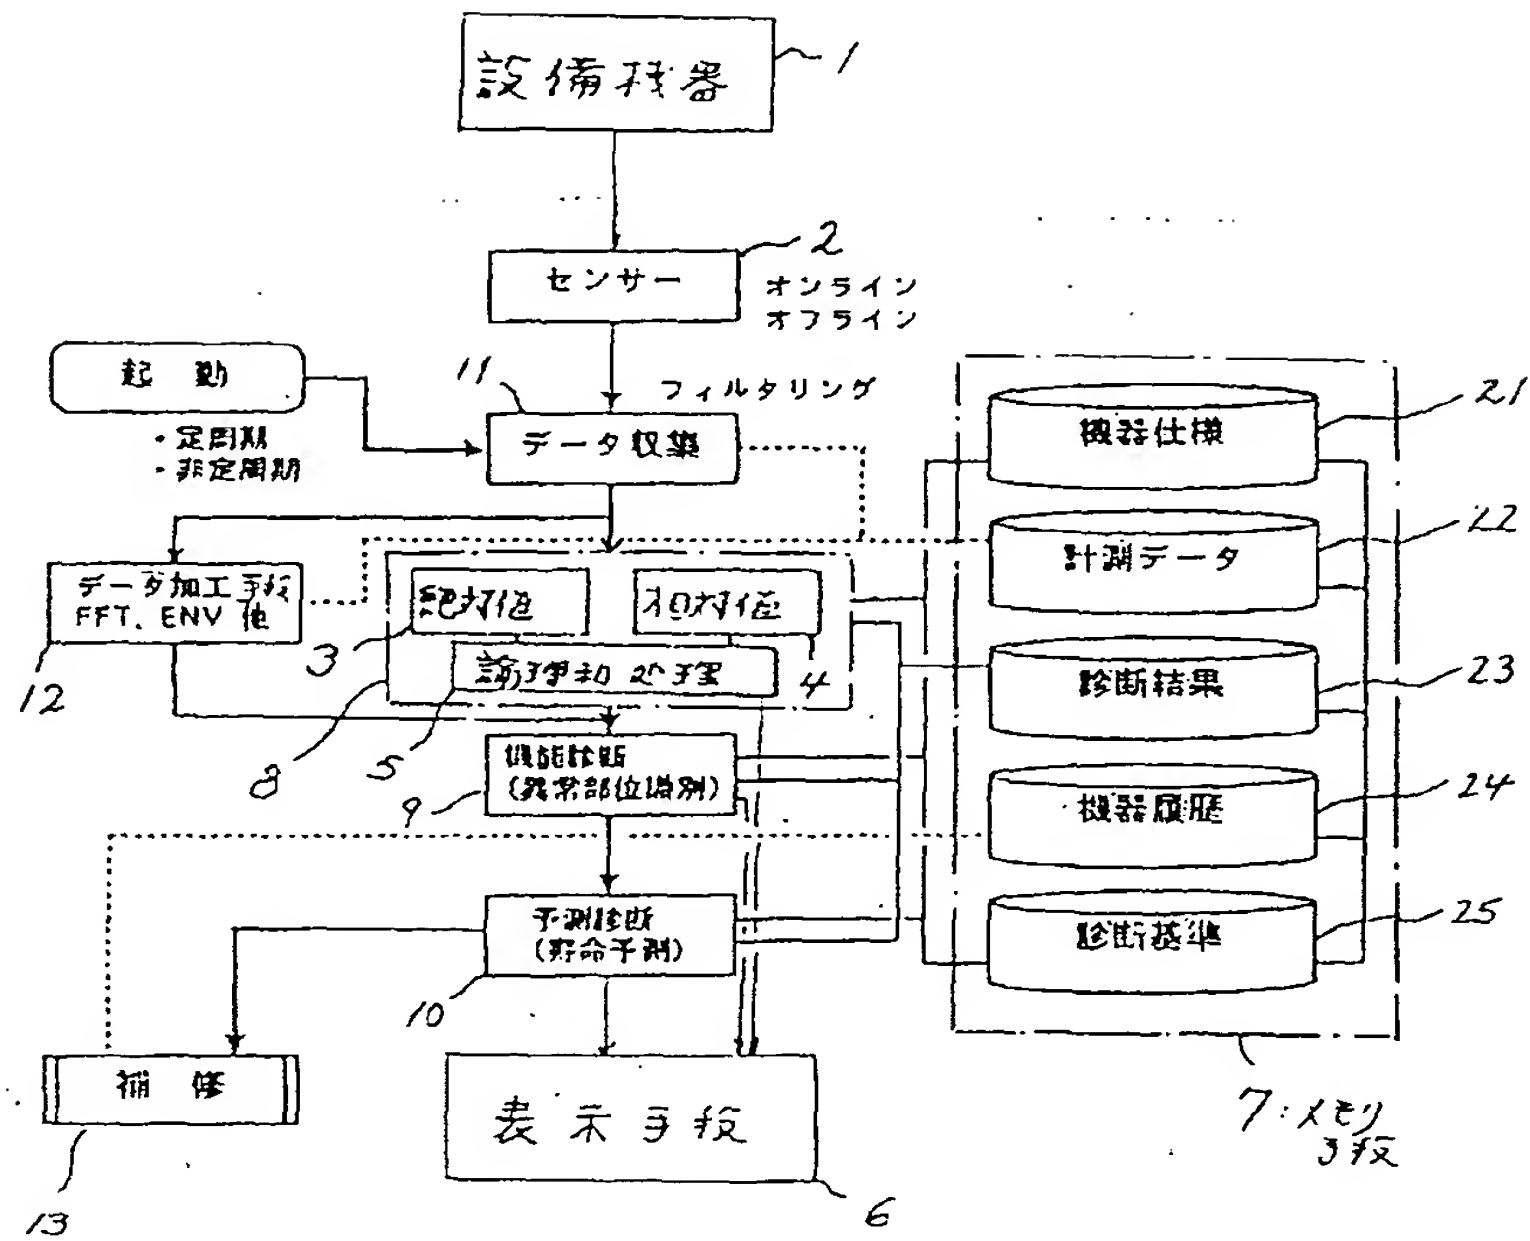 設備機器
1
センサー
2
オンライン
オフライン
起動
・定周期
・非定周期
11
フィルタリング
データ収集
データ加工手段
FFT、ENV 他
12
絶対値
3
相対値
4
論理和処理
5
8
機能診断
(異常部位識別)
9
予測診断
(寿命予測)
10
補修
13
表示手段
6
機器仕様
21
計測データ
22
診断結果
23
機器履歴
24
診断基準
25
7:メモリ
手段